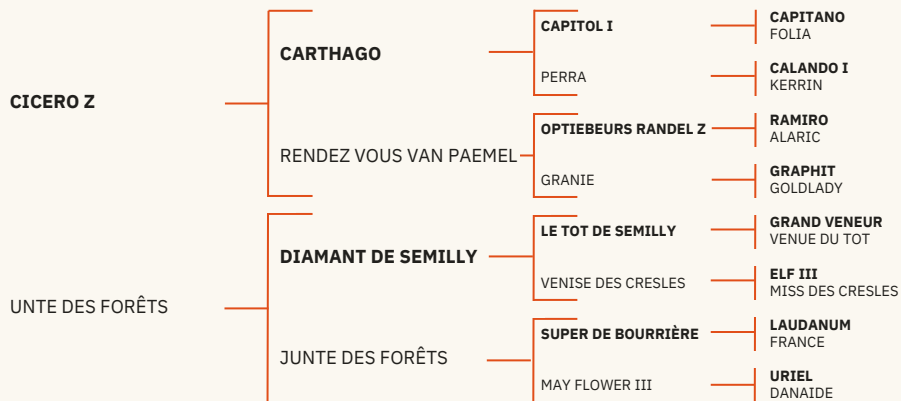 CICERO Z
UNTE DES FORÊTS
CARTHAGO
RENDEZ VOUS VAN PAEMEL
DIAMANT DE SEMILLY
JUNTE DES FORÊTS
CAPITOL I
PERRA
OPTIEBEURS RANDEL Z
GRANIE
LE TOT DE SEMILLY
VENISE DES CRESLES
SUPER DE BOURRIÈRE
MAY FLOWER III
CAPITANO
FOLIA
CALANDO I
KERRIN
RAMIRO
ALARIC
GRAPHIT
GOLDLADY
GRAND VENEUR
VENUE DU TOT
ELF III
MISS DES CRESLES
LAUDANUM
FRANCE
URIEL
DANAIDE